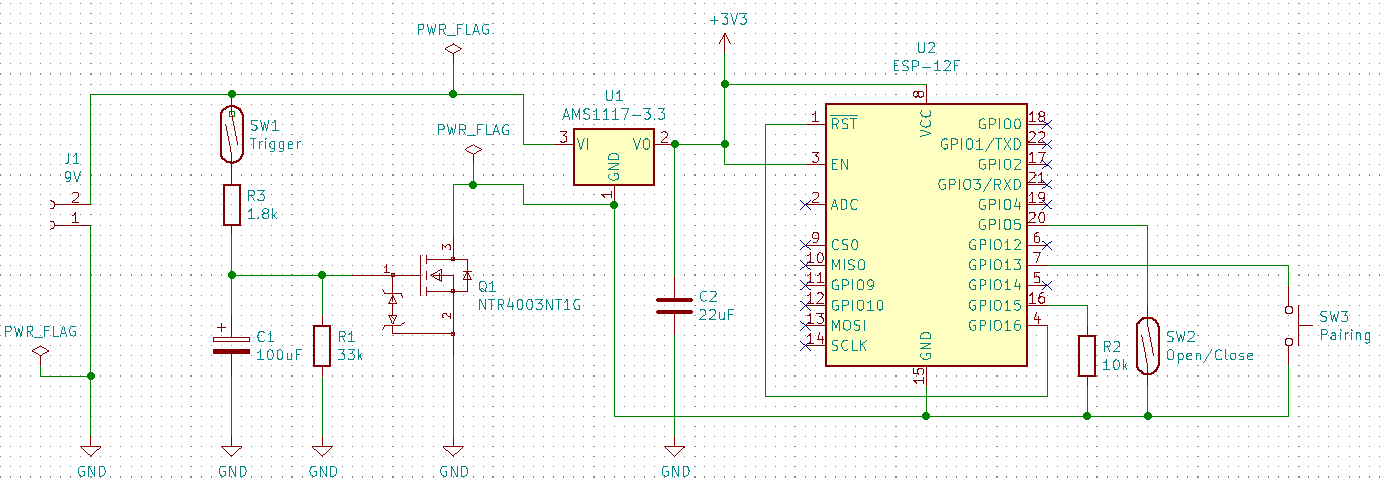 PWR_FLAG
+3V3
U2
ESP-12F
U1
AMS1117-3.3
3
VI
VO
2
GND
1
PWR_FLAG
SW1
Trigger
R3
1.8k
J1
9V
2
1
PWR_FLAG
GND
+
C1
100uF
GND
R1
33k
GND
1
3
2
Q1
NTR4003NT1G
GND
C2
22uF
GND
8
VCC
1
RST
3
EN
2
ADC
9
CS0
10
MISO
11
GPIO9
12
GPIO10
13
MOSI
14
SCLK
GND
15
GPIO0
18
GPIO1/TXD
22
GPIO2
17
GPIO3/RXD
21
GPIO4
19
GPIO5
20
GPIO12
6
GPIO13
7
GPIO14
5
GPIO15
16
GPIO16
4
R2
10k
SW2
Open/Close
SW3
Pairing